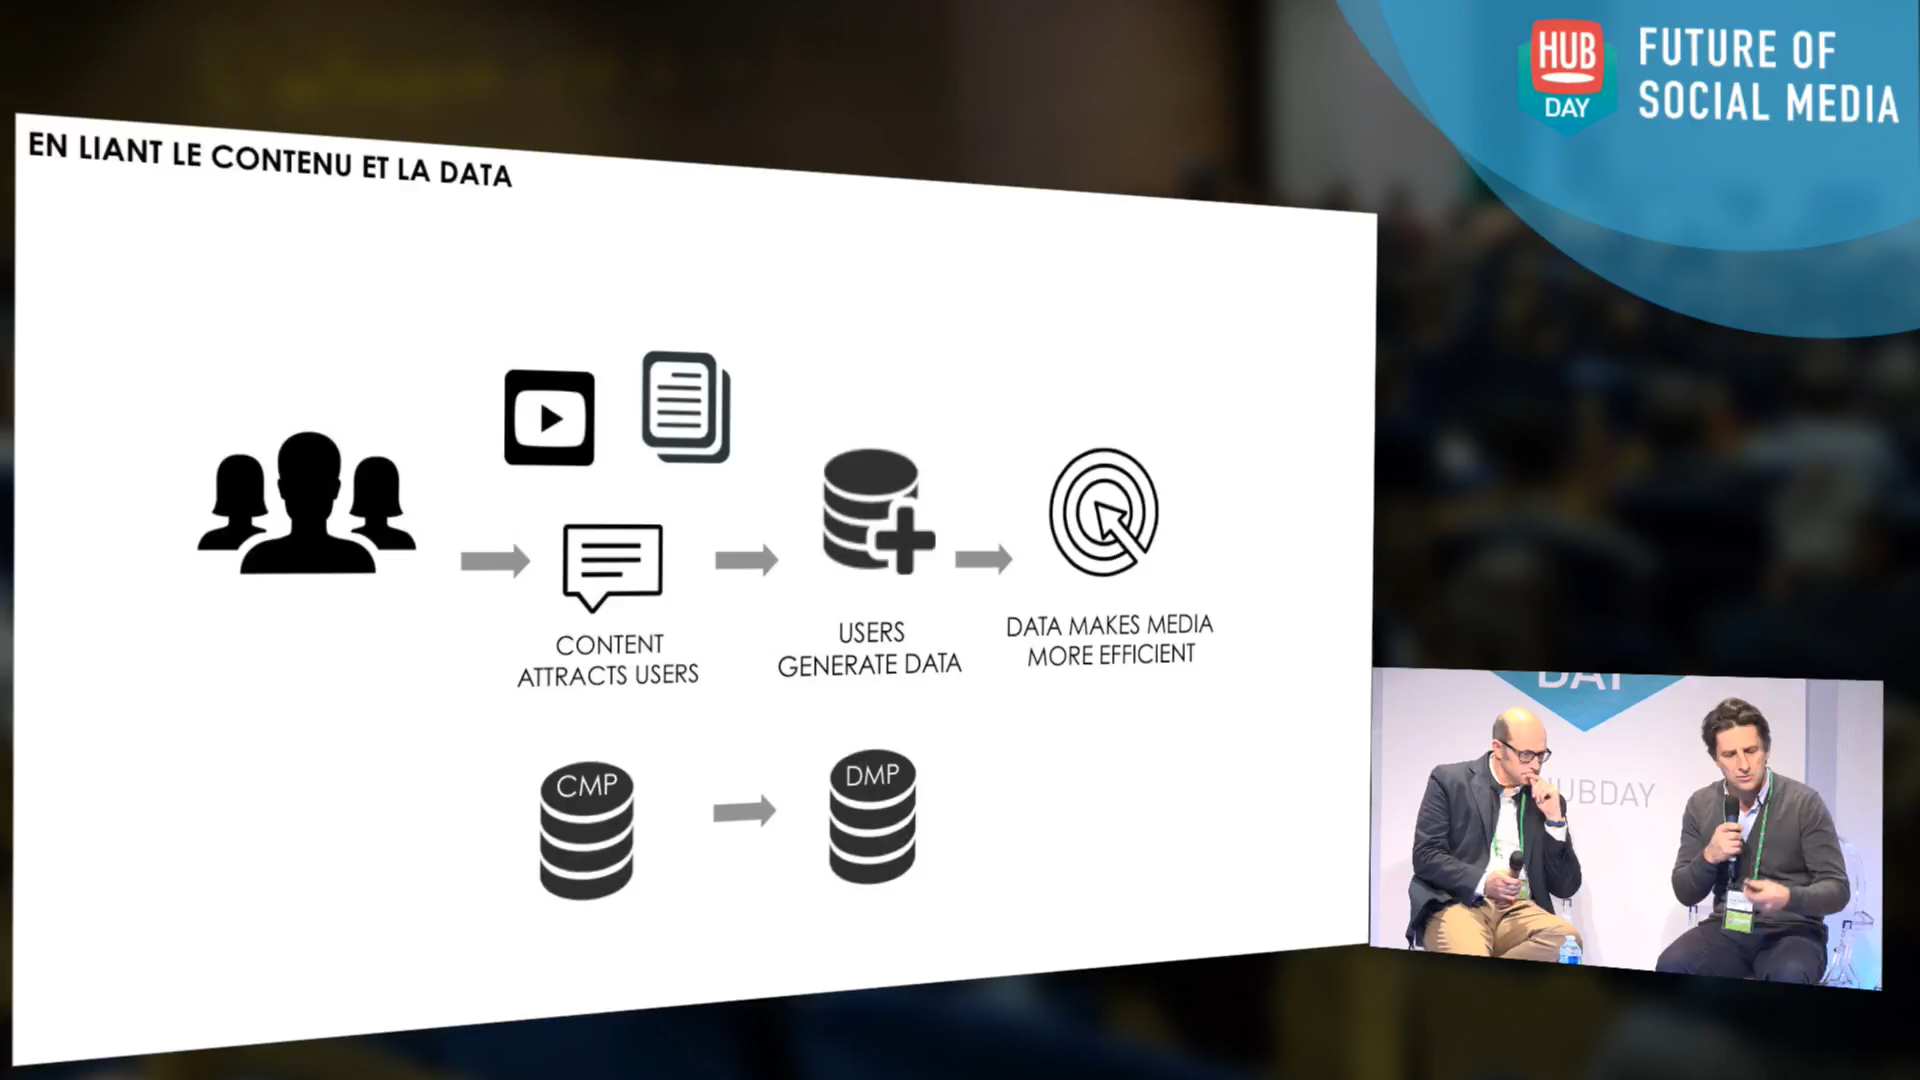 HUB
DAY
FUTURE OF
SOCIAL MEDIA
EN LIANT LE CONTENU ET LA DATA
CONTENT
ATTRACTS USERS
USERS
GENERATE DATA
DATA MAKES MEDIA
MORE EFFICIENT
CMP
DMP
DAY
UBDAY